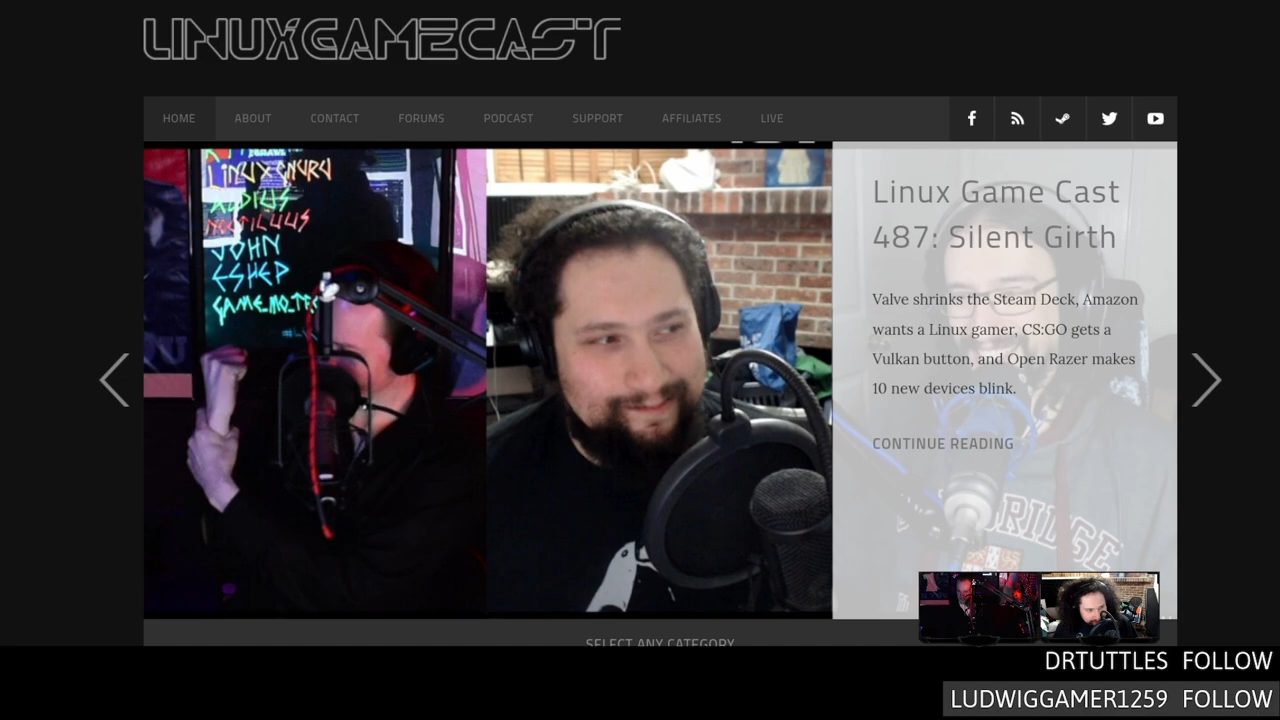 LINUXGAMECAST
HOME ABOUT CONTACT FORUMS PODCAST SUPPORT AFFILIATES LIVE
LINUXGNURU
NAUTILUUS
JOHN
ESHEP
Linux Game Cast
487: Silent Girth
Valve shrinks the Steam Deck, Amazon
wants a Linux gamer, CS:GO gets a
Vulkan button, and Open Razer makes
10 new devices blink.
CONTINUE READING
SELECT ANY CATEGORY
DRTUTTLES FOLLOW
LUDWIGGAMER1259 FOLLOW